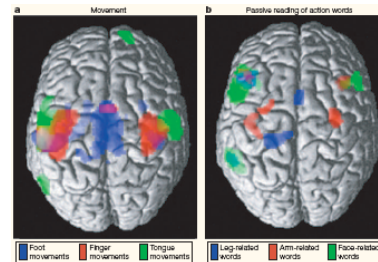 a Movement
b Passive reading of action words
Foot movements
Finger movements
Tongue movements
Leg-related words
Arm-related words
Face-related words